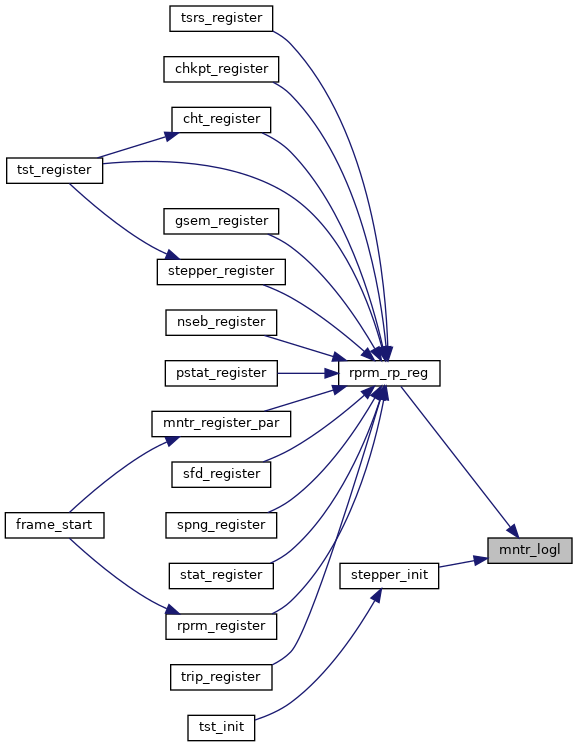 tsrs_register
chkpt_register
cht_register
tst_register
gsem_register
stepper_register
nseb_register
pstat_register
rprm_rp_reg
mntr_register_par
sfd_register
frame_start
spng_register
mntr_logl
stat_register
stepper_init
rprm_register
trip_register
tst_init